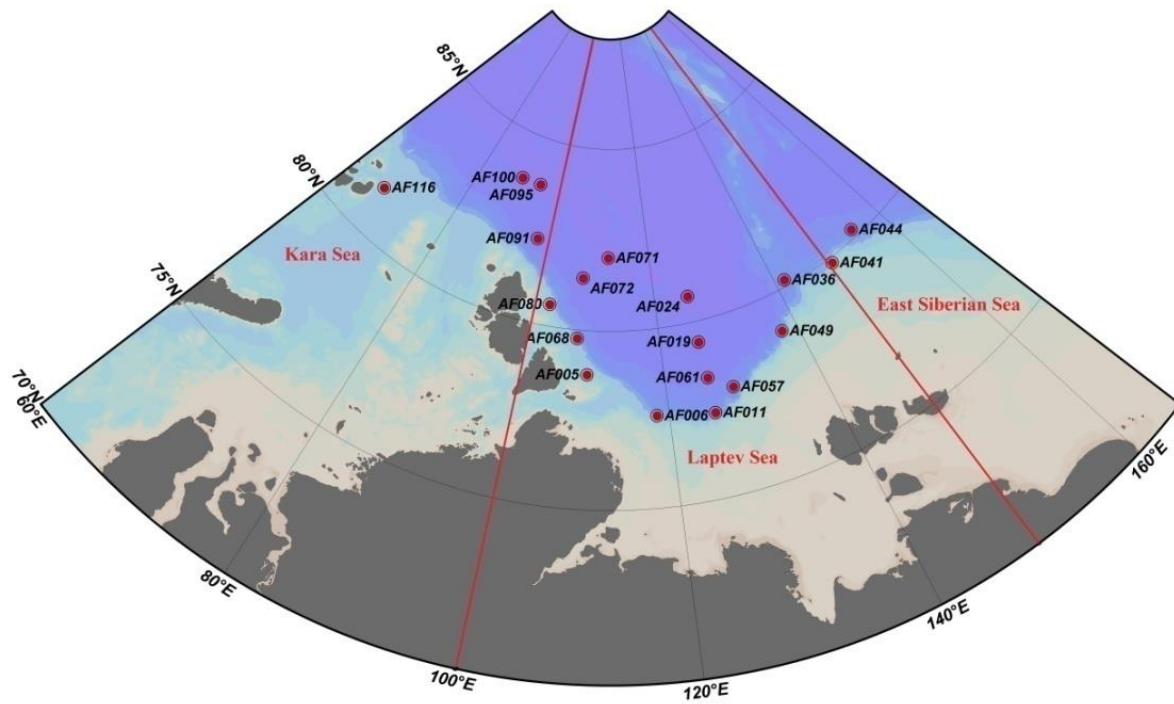 85°N
80°N
AF100
AF095
AF116
AF044
AF091
Kara Sea
AF071
AF041
AF072
AF036
75°N
AF024
East Siberian Sea
AF080
AF049
AF068
AF019
AF005
AF061
AF057
70°N
60°E
AF006
AF011
Laptev Sea
160°E
80°E
140°E
100°E
120°E